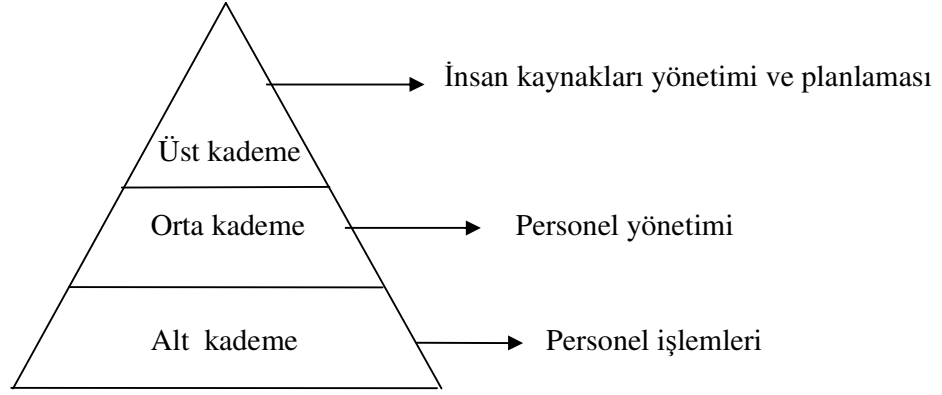 İnsan kaynakları yönetimi ve planlaması
Üst kademe
Orta kademe
Personel yönetimi
Alt kademe
Personel işlemleri